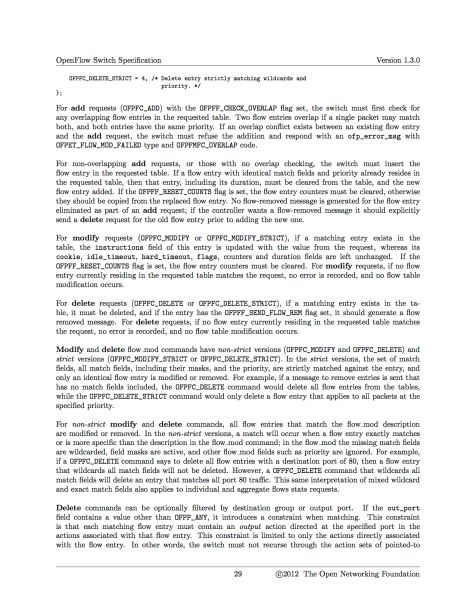 OpenFlow Switch Specification Version 1.3.0
OFPFC_DELETE_STRICT = 4, /* Delete entry strictly matching wildcards and
priority. */
};
For add requests (OFPFC_ADD) with the OFPFF_CHECK_OVERLAP flag set, the switch must first check for
any overlapping flow entries in the requested table. Two flow entries overlap if a single packet may match
both, and both entries have the same priority. If an overlap conflict exists between an existing flow entry
and the add request, the switch must refuse the addition and respond with an ofp_error_msg with
OFPET_FLOW_MOD_FAILED type and OFPFMFC_OVERLAP code.
For non-overlapping add requests, or those with no overlap checking, the switch must insert the
flow entry in the requested table. If a flow entry with identical match fields and priority already resides in
the requested table, then that entry, including its duration, must be cleared from the table, and the new
flow entry added. If the OFPFF_RESET_COUNTS flag is set, the flow entry counters must be cleared, otherwise
they should be copied from the replaced flow entry. No flow-removed message is generated for the flow entry
eliminated as part of an add request; if the controller wants a flow-removed message it should explicitly
send a delete request for the old flow entry prior to adding the new one.
For modify requests (OFPFC_MODIFY or OFPFC_MODIFY_STRICT), if a matching entry exists in the
table, the instructions field of this entry is updated with the value from the request, whereas its
cookie, idle_timeout, hard_timeout, flags, counters and duration fields are left unchanged. If the
OFPFF_RESET_COUNTS flag is set, the flow entry counters must be cleared. For modify requests, if no flow
entry currently residing in the requested table matches the request, no error is recorded, and no flow table
modification occurs.
For delete requests (OFPFC_DELETE or OFPFC_DELETE_STRICT), if a matching entry exists in the ta-
ble, it must be deleted, and if the entry has the OFPFF_SEND_FLOW_REM flag set, it should generate a flow
removed message. For delete requests, if no flow entry currently residing in the requested table matches
the request, no error is recorded, and no flow table modification occurs.
Modify and delete flow_mod commands have non-strict versions (OFPFC_MODIFY and OFPFC_DELETE) and
strict versions (OFPFC_MODIFY_STRICT or OFPFC_DELETE_STRICT). In the strict versions, the set of match
fields, all match fields, including their masks, and the priority, are strictly matched against the entry, and
only an identical flow entry is modified or removed. For example, if a message to remove entries is sent that
has no match fields included, the OFPFC_DELETE command would delete all flow entries from the tables,
while the OFPFC_DELETE_STRICT command would only delete a flow entry that applies to all packets at the
specified priority.
For non-strict modify and delete commands, all flow entries that match the flow_mod description
are modified or removed. In the non-strict versions, a match will occur when a flow entry exactly matches
or is more specific than the description in the flow_mod command; in the flow_mod the missing match fields
are wildcarded, field masks are active, and other flow_mod fields such as priority are ignored. For example,
if a OFPFC_DELETE command says to delete all flow entries with a destination port of 80, then a flow entry
that wildcards all match fields will not be deleted. However, a OFPFC_DELETE command that wildcards all
match fields will delete an entry that matches all port 80 traffic. This same interpretation of mixed wildcard
and exact match fields also applies to individual and aggregate flows stats requests.
Delete commands can be optionally filtered by destination group or output port. If the out_port
field contains a value other than OFPP_ANY, it introduces a constraint when matching. This constraint
is that each matching flow entry must contain an output action directed at the specified port in the
actions associated with that flow entry. This constraint is limited to only the actions directly associated
with the flow entry. In other words, the switch must not recurse through the action sets of pointed-to
29 ©2012 The Open Networking Foundation